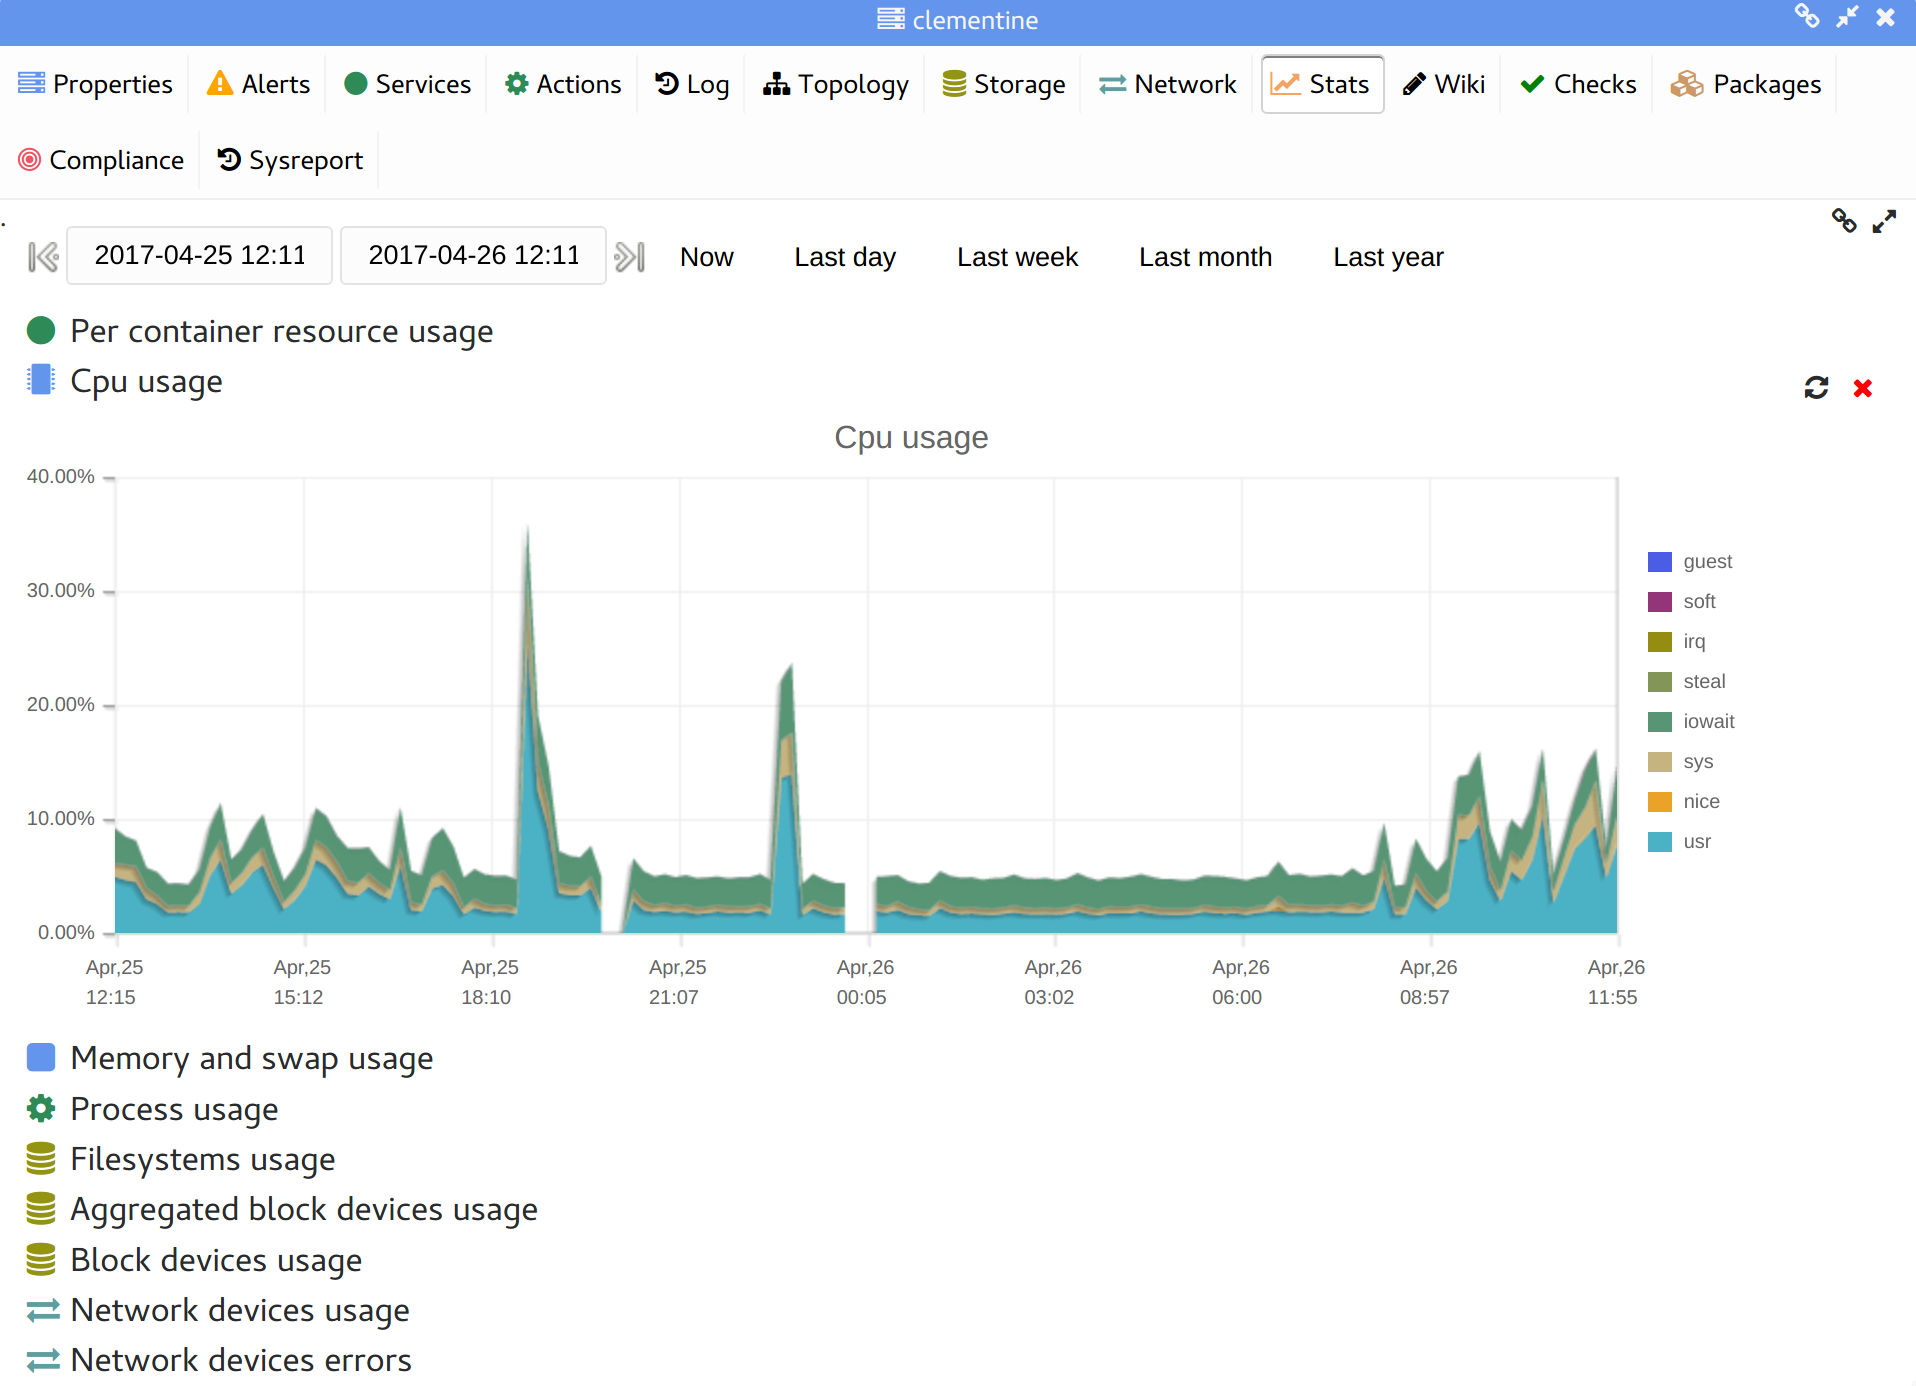 clementine
Properties Alerts Services Actions Log Topology Storage Network Stats Wiki Checks Packages
Compliance Sysreport
2017-04-25 12:11 2017-04-26 12:11 Now Last day Last week Last month Last year
Per container resource usage
Cpu usage
Cpu usage
40.00%
30.00%
20.00%
10.00%
0.00%
Apr,25 Apr,25 Apr,25 Apr,25 Apr,26 Apr,26 Apr,26 Apr,26 Apr,26
12:15 15:12 18:10 21:07 00:05 03:02 06:00 08:57 11:55
guest
soft
irq
steal
iowait
sys
nice
usr
Memory and swap usage
Process usage
Filesystems usage
Aggregated block devices usage
Block devices usage
Network devices usage
Network devices errors